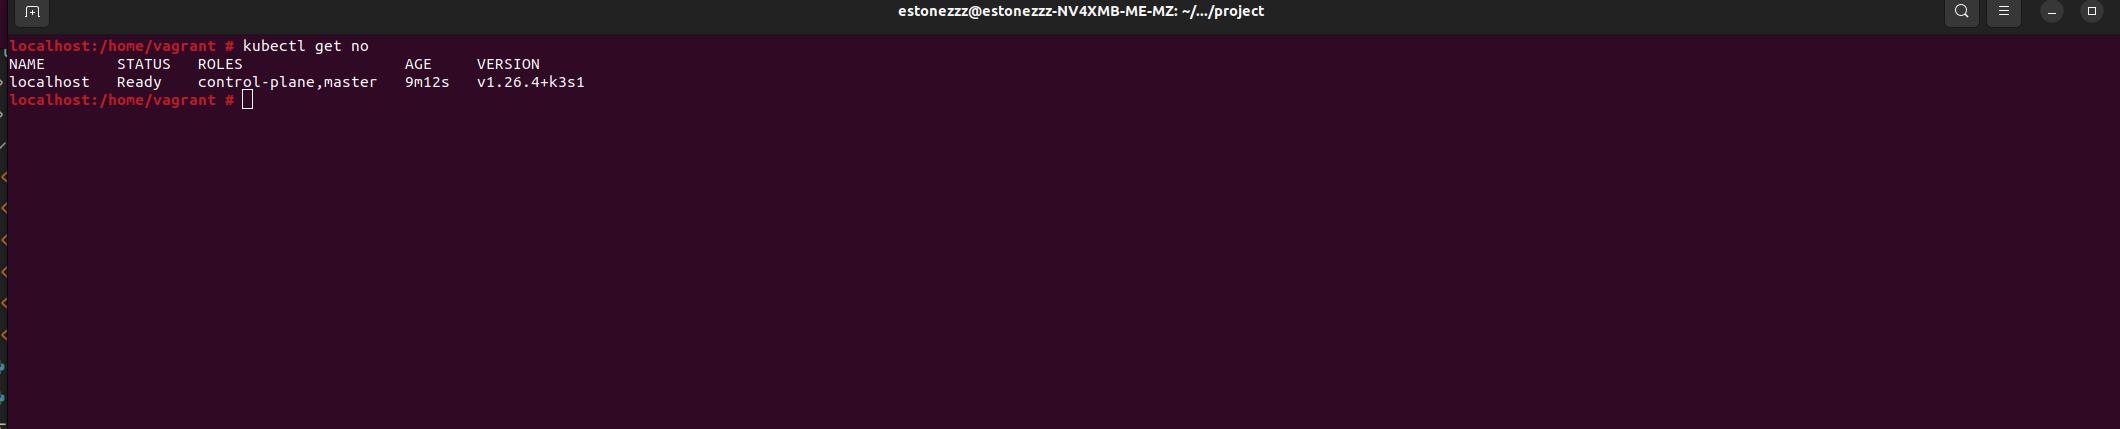 estonezzz@estonezzz-NV4XMB-ME-MZ: ~/.../project
localhost:/home/vagrant # kubectl get no
NAME        STATUS   ROLES                  AGE     VERSION
localhost   Ready    control-plane,master   9m12s   v1.26.4+k3s1
localhost:/home/vagrant #